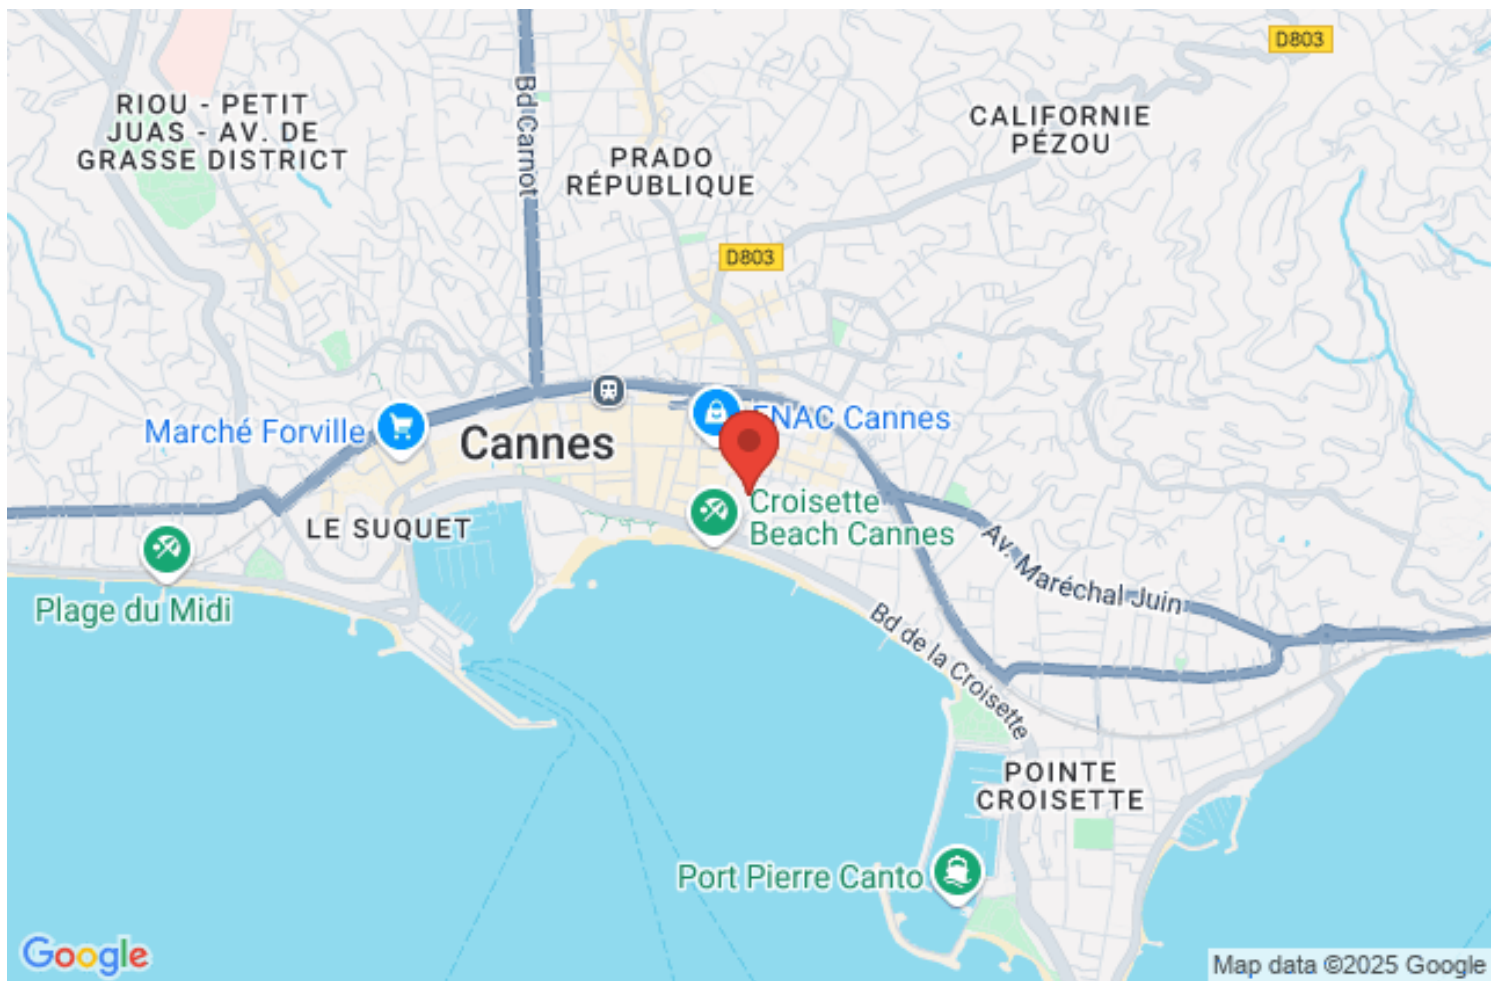 D803
RIOU - PETIT
JUAS - AV. DE
GRASSE DISTRICT
Bd Carnot
CALIFORNIE
PÉZOU
PRADO
RÉPUBLIQUE
D803
Marché Forville
Cannes
FNAC Cannes
Croisette
Beach Cannes
LE SUQUET
Av. Maréchal Juin
Plage du Midi
Bd de la Croisette
POINTE
CROISETTE
Port Pierre Canto
Google
Map data ©2025 Google